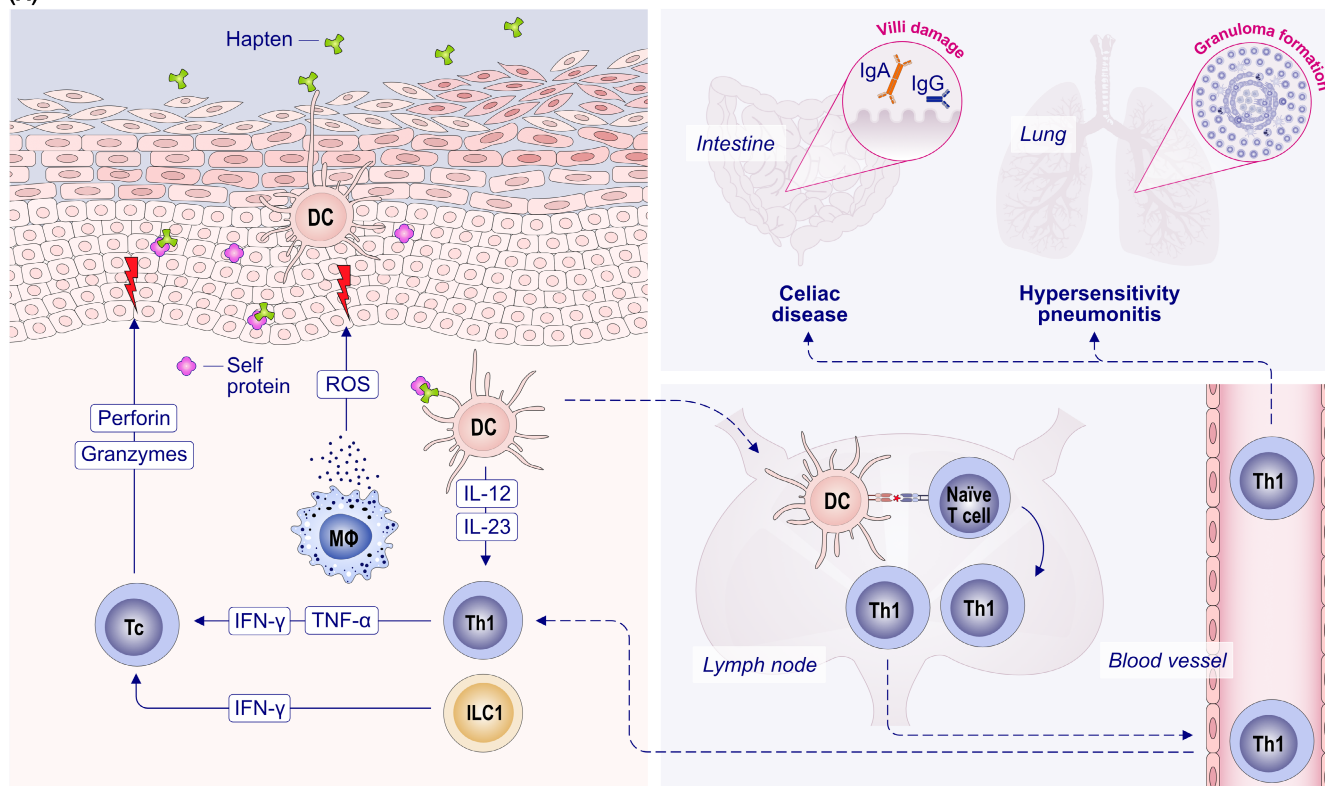 Hapten
DC
Self
protein
ROS
Perforin
Granzymes
DC
IL-12
IL-23
MΦ
Tc
IFN-γ
TNF-α
Th1
IFN-γ
ILC1
Villi damage
IgA
IgG
Intestine
Granuloma formation
Lung
Celiac
disease
Hypersensitivity
pneumonitis
DC
Naïve
T cell
Th1
Th1
Lymph node
Blood vessel
Th1
Th1